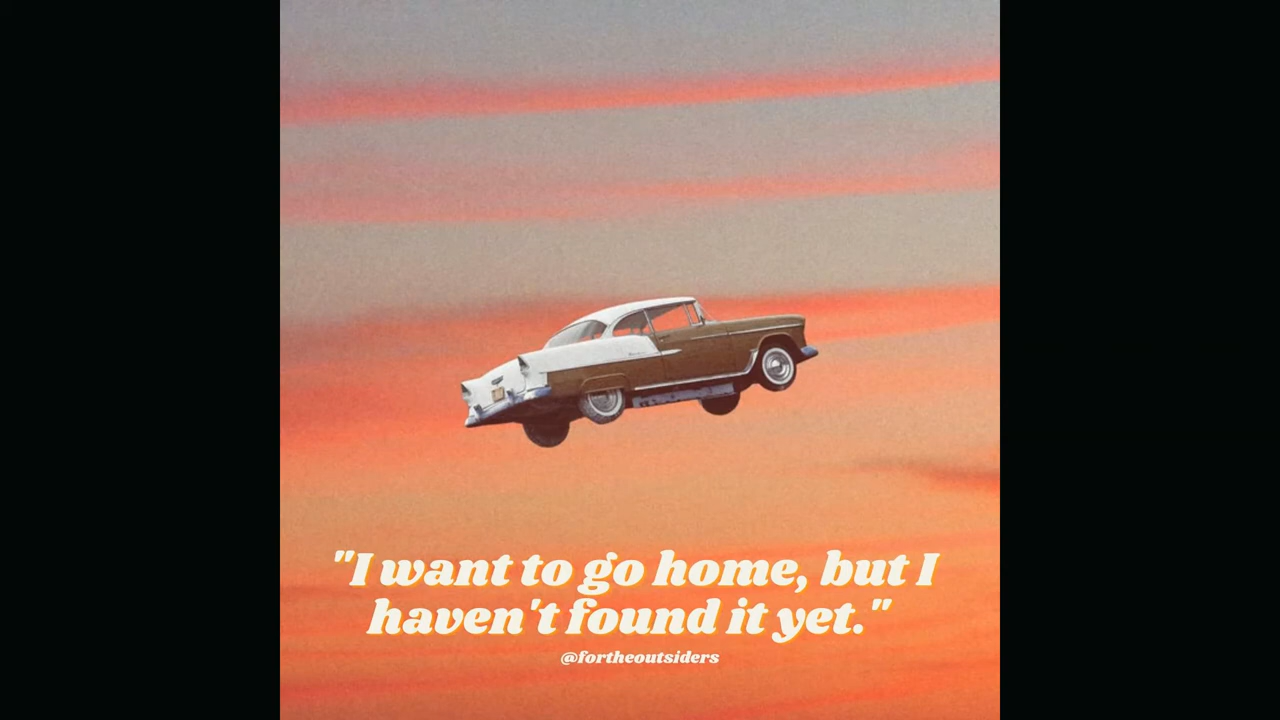 "I want to go home, but I
haven't found it yet."
@fortheoutsiders